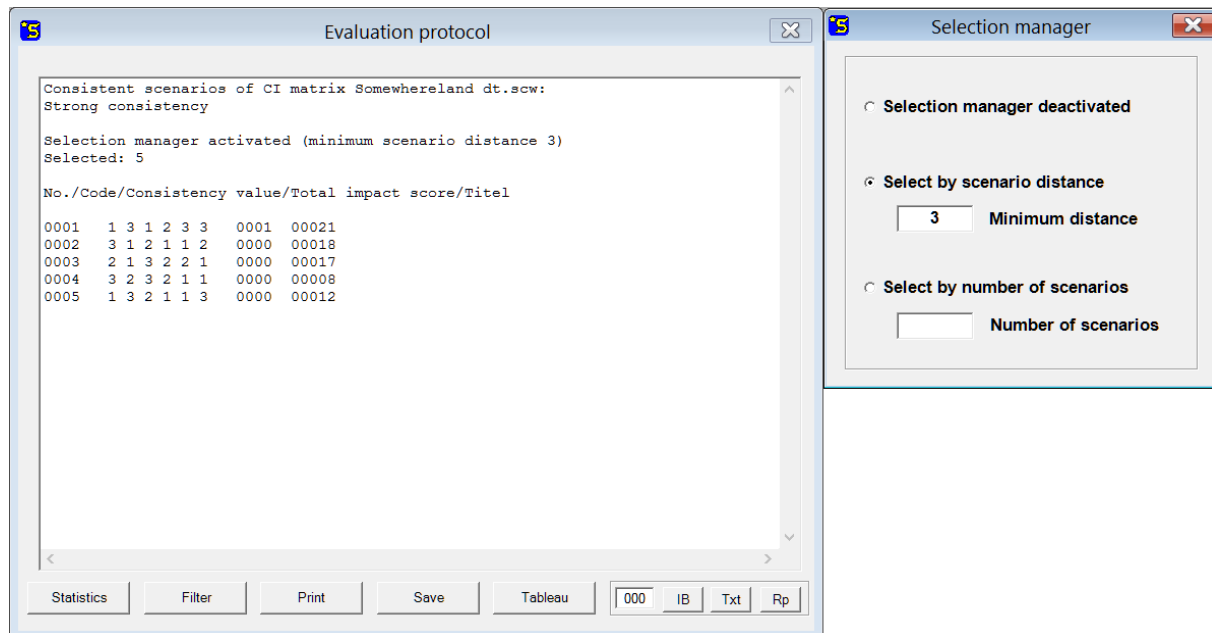 Evaluation protocol
Consistent scenarios of CI matrix Somewhereland dt.scw:
Strong consistency
Selection manager activated (minimum scenario distance 3)
Selected: 5
No./Code/Consistency value/Total impact score/Titel
0001 1 3 1 2 3 3 0001 00021
0002 3 1 2 1 1 2 0000 00018
0003 2 1 3 2 2 1 0000 00017
0004 3 2 3 2 1 1 0000 00008
0005 1 3 2 1 1 3 0000 00012
Statistics Filter Print Save Tableau 000 IB Txt Rp
Selection manager
Selection manager deactivated
Select by scenario distance
3 Minimum distance
Select by number of scenarios
Number of scenarios